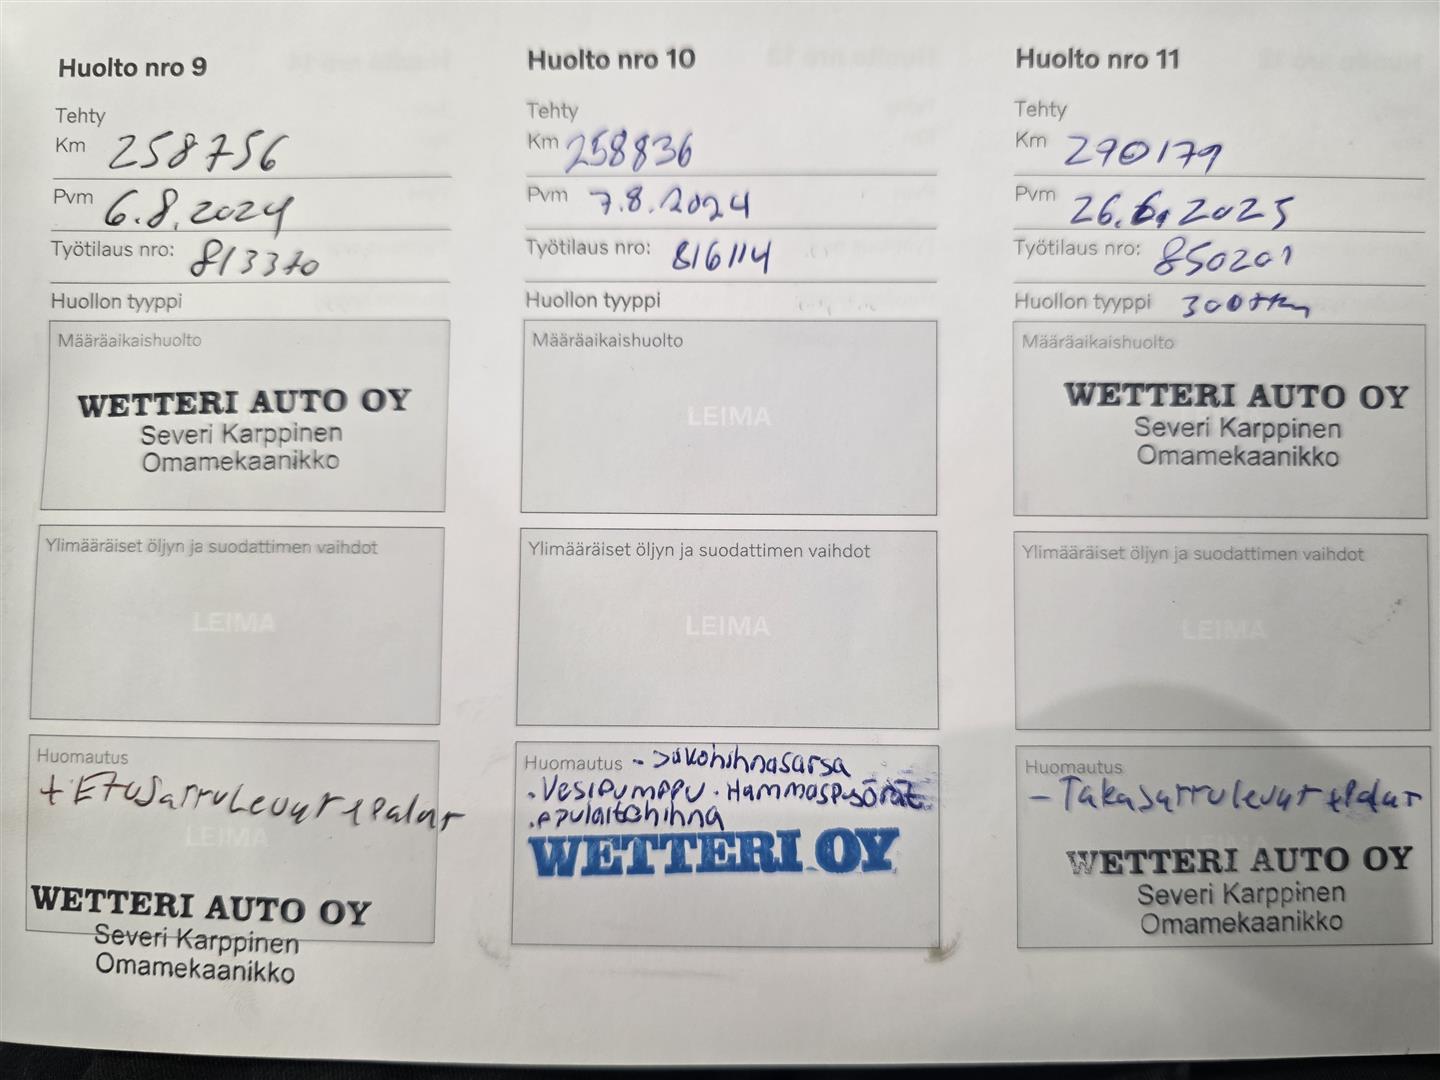 Huolto nro 9
Tehty
Km 258756
Pvm 6.8.2024
Työtilaus nro: 813370
Huollon tyyppi
Määräaikaishuolto
WETTERI AUTO OY
Severi Karppinen
Omamekaanikko
Ylimääräiset öljyn ja suodattimen vaihdot
LEIMA
Huomautus
+ Etujarrulevyt + palat
LEIMA
WETTERI AUTO OY
Severi Karppinen
Omamekaanikko
Huolto nro 10
Tehty
Km 258836
Pvm 7.8.2024
Työtilaus nro: 816114
Huollon tyyppi
Määräaikaishuolto
LEIMA
Ylimääräiset öljyn ja suodattimen vaihdot
LEIMA
Huomautus - Jakohihnasarsa
. Vesipumppu . Hammaspyörät
. apulaitehihna
WETTERI OY
Huolto nro 11
Tehty
Km 290179
Pvm 26.6.2025
Työtilaus nro: 850201
Huollon tyyppi 300tkm
Määräaikaishuolto
WETTERI AUTO OY
Severi Karppinen
Omamekaanikko
Ylimääräiset öljyn ja suodattimen vaihdot
LEIMA
Huomautus
- Takajarrulevyt + palat
WETTERI AUTO OY
Severi Karppinen
Omamekaanikko